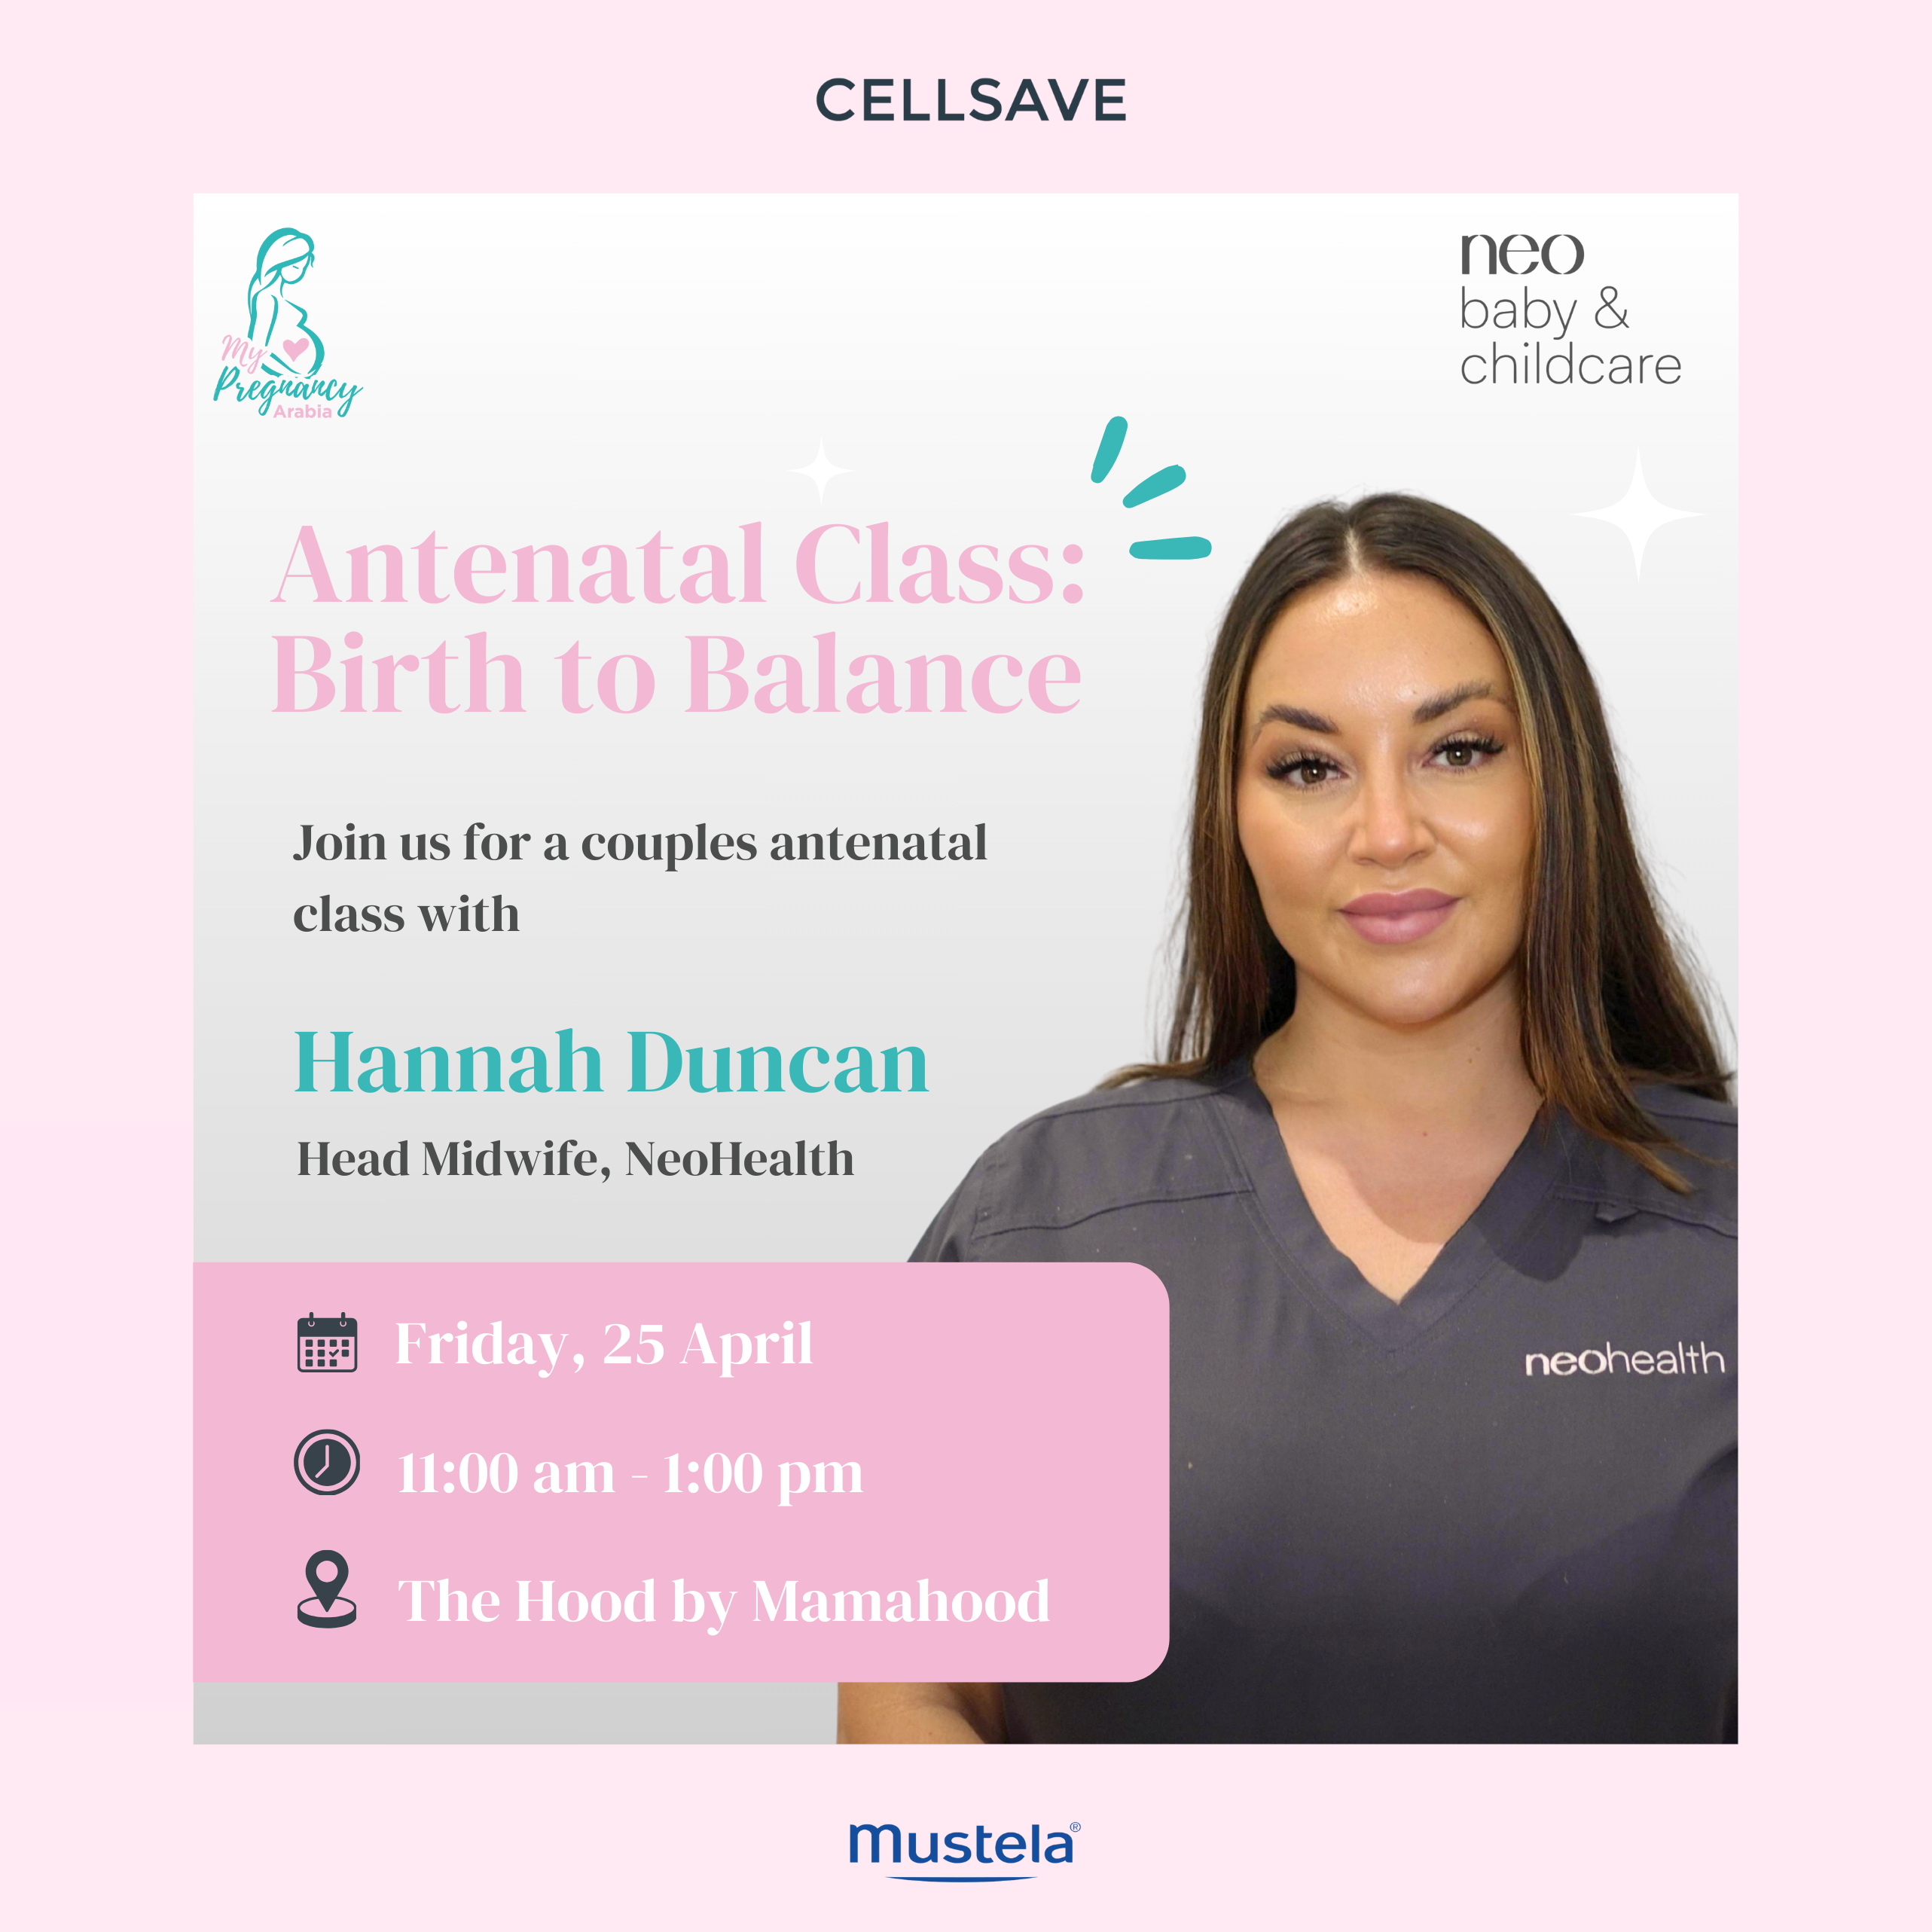 CELLSAVE
My
Pregnancy
Arabia
neo
baby &
childcare
Antenatal Class:
Birth to Balance
Join us for a couples antenatal
class with
Hannah Duncan
Head Midwife, NeoHealth
Friday, 25 April
11:00 am - 1:00 pm
The Hood by Mamahood
neohealth
mustela®